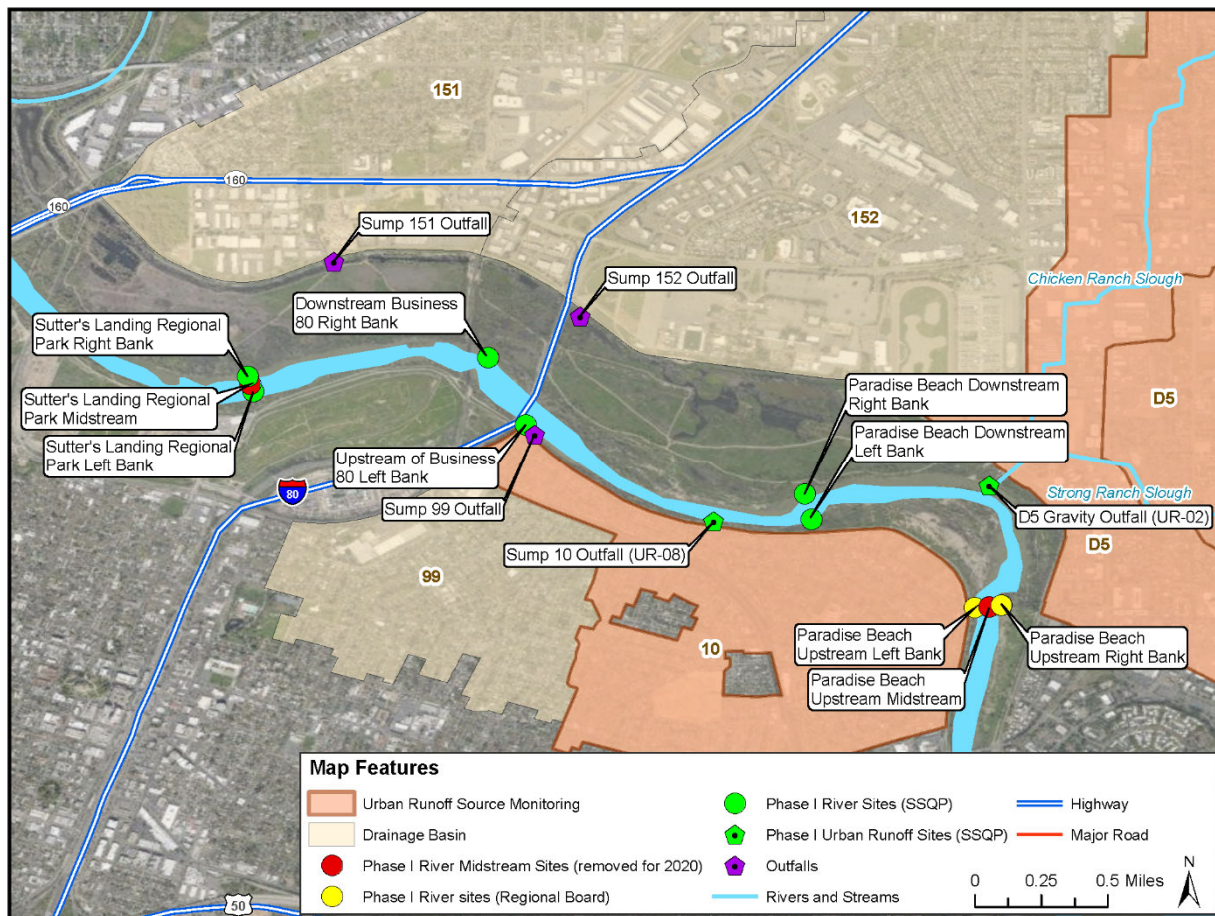 151
160
160
152
Sump 151 Outfall
Sump 152 Outfall
Chicken Ranch Slough
Downstream Business
80 Right Bank
Sutter's Landing Regional
Park Right Bank
Sutter's Landing Regional
Park Midstream
Sutter's Landing Regional
Park Left Bank
Paradise Beach Downstream
Right Bank
D5
Paradise Beach Downstream
Left Bank
Upstream of Business
80 Left Bank
80
Sump 99 Outfall
Strong Ranch Slough
D5 Gravity Outfall (UR-02)
D5
Sump 10 Outfall (UR-08)
99
10
Paradise Beach
Upstream Left Bank
Paradise Beach
Upstream Right Bank
Paradise Beach
Upstream Midstream
50
Map Features
Urban Runoff Source Monitoring
Drainage Basin
Phase I River Midstream Sites (removed for 2020)
Phase I River sites (Regional Board)
Phase I River Sites (SSQP)
Phase I Urban Runoff Sites (SSQP)
Outfalls
Rivers and Streams
Highway
Major Road
N
0 0.25 0.5 Miles